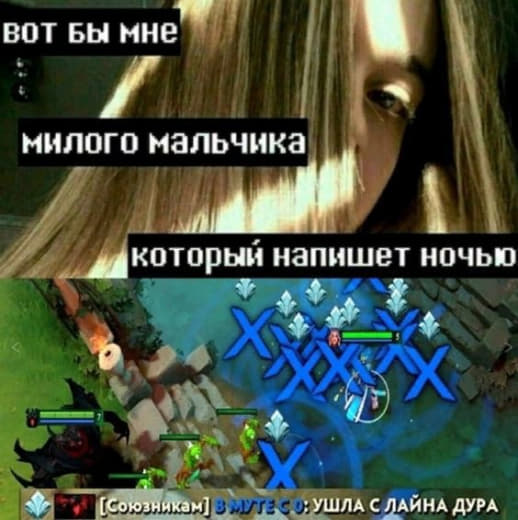 вот бы мне
милого мальчика
который напишет ночью
[Союзникам] В МУТЕ С 0: УШЛА С ЛАЙНА ДУРА